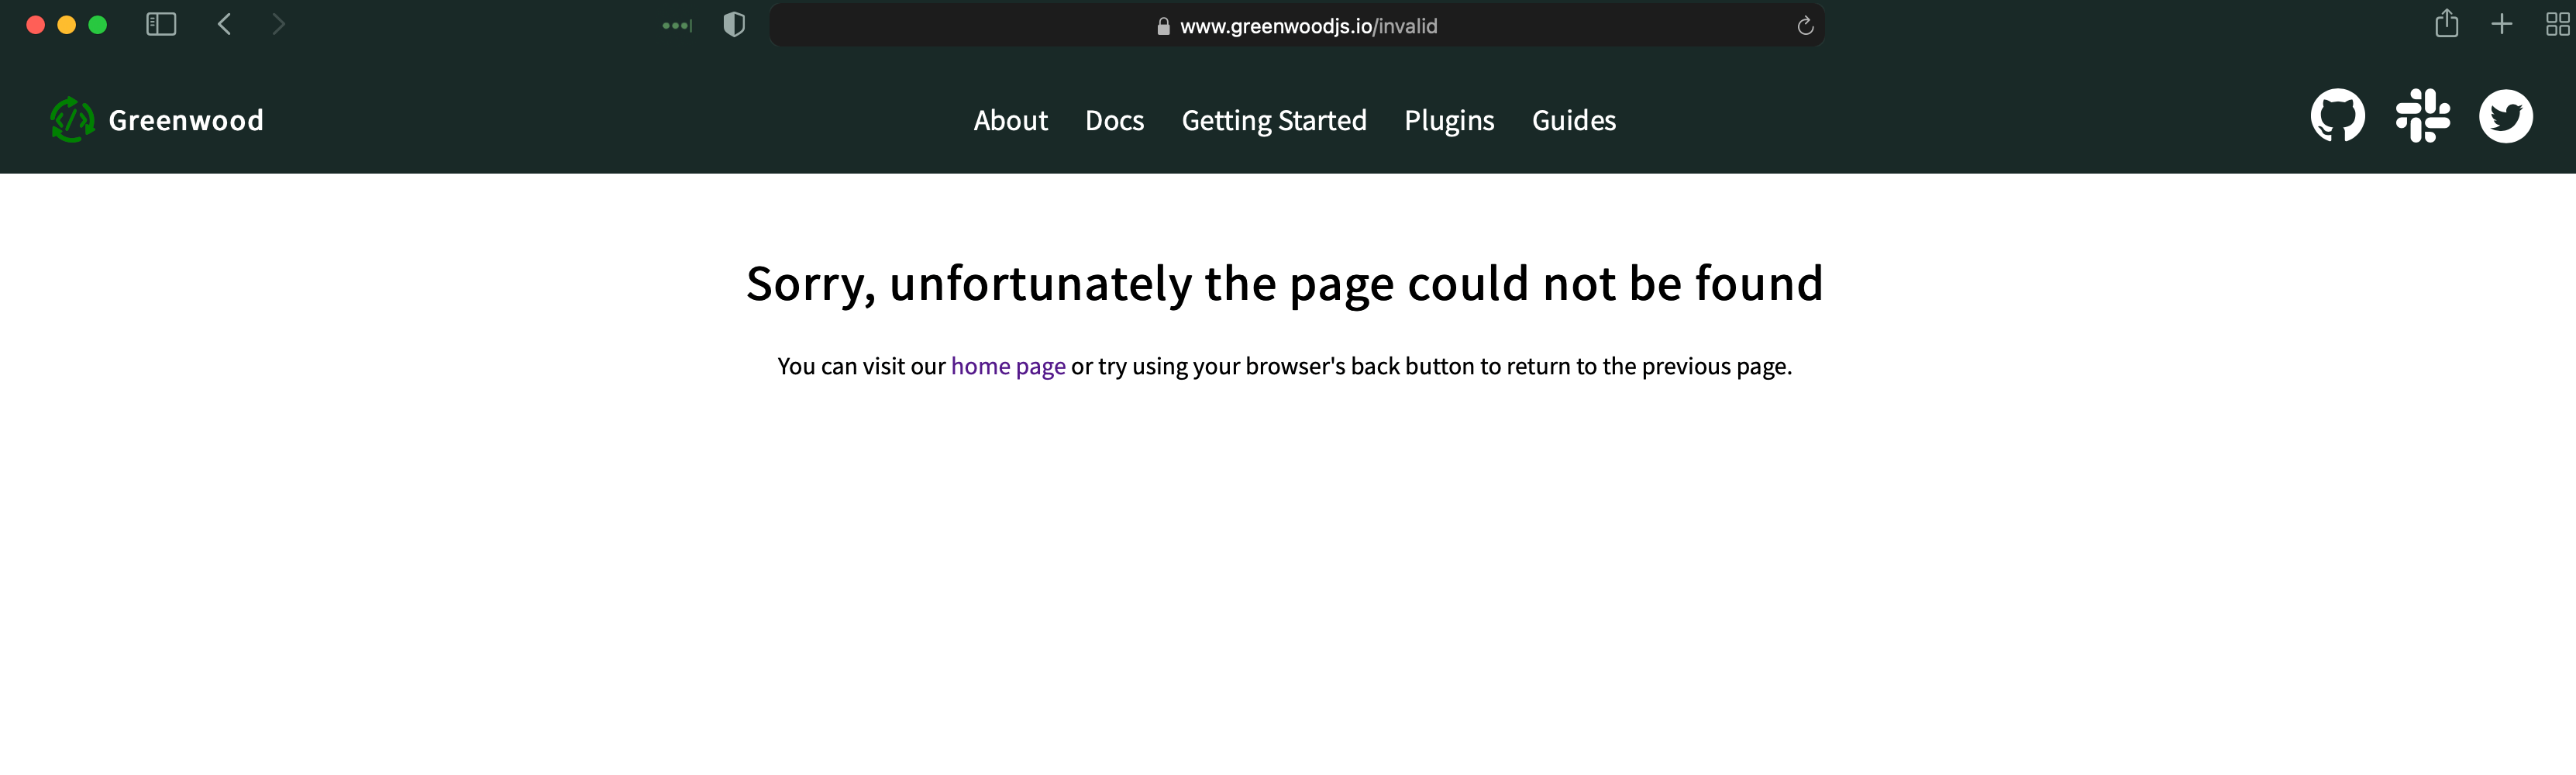 www.greenwoodjs.io/invalid
Greenwood About Docs Getting Started Plugins Guides
Sorry, unfortunately the page could not be found
You can visit our home page or try using your browser's back button to return to the previous page.